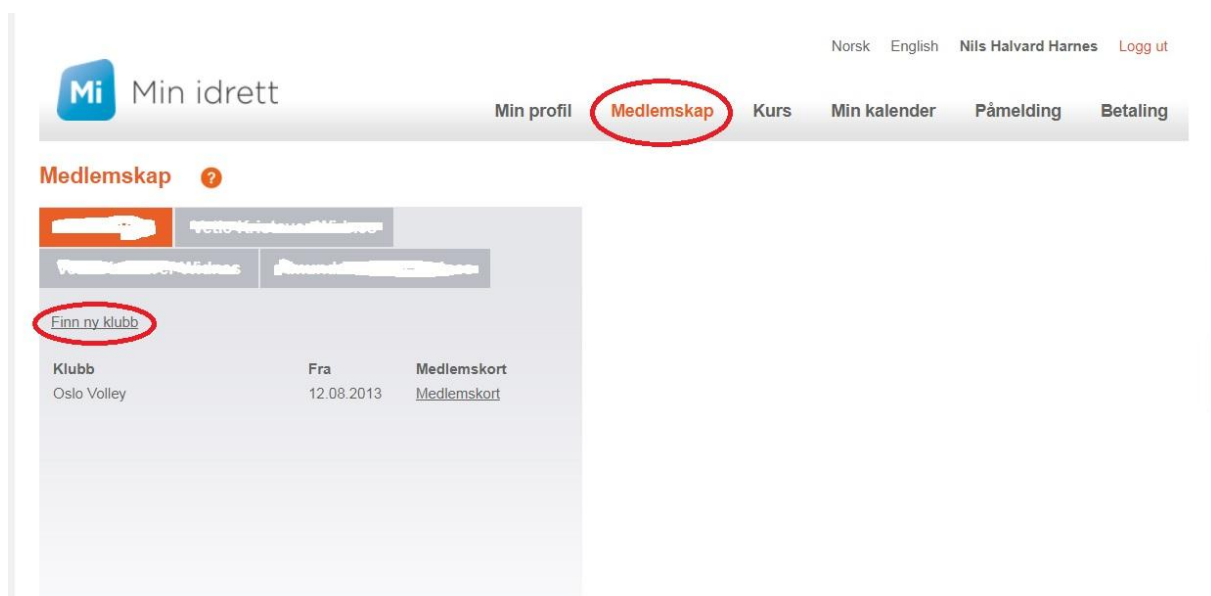 Norsk English Nils Halvard Harnes Logg ut
Mi Min idrett
Min profil Medlemskap Kurs Min kalender Påmelding Betaling
Medlemskap ?
Finn ny klubb
Klubb Fra Medlemskort
Oslo Volley 12.08.2013 Medlemskort